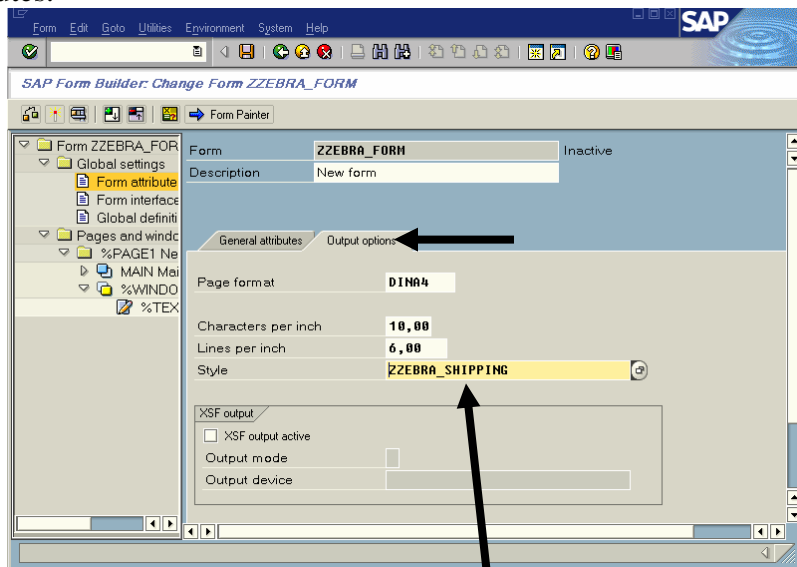 utes.
Form Edit Goto Utilities Environment System Help
SAP
SAP Form Builder: Change Form ZZEBRA_FORM
Form Painter
Form ZZEBRA_FOR
Global settings
Form attribute
Form interface
Global definiti
Pages and windc
%PAGE1 Ne
MAIN Mai
%WINDO
%TEX
Form ZZEBRA_FORM Inactive
Description New form
General attributes Output options
Page format DINA4
Characters per inch 10,00
Lines per inch 6,00
Style ZZEBRA_SHIPPING
XSF output
XSF output active
Output mode
Output device